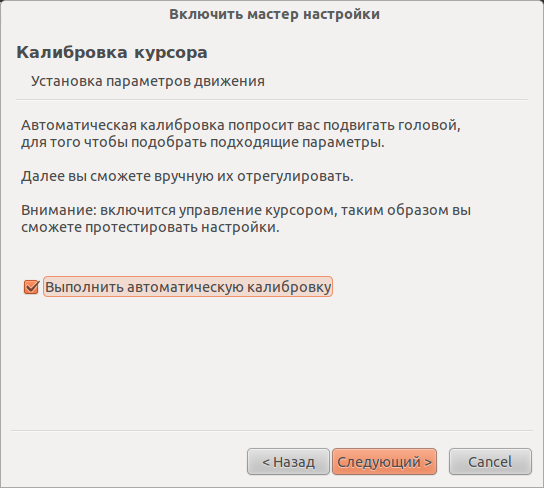 Включить мастер настройки
Калибровка курсора
Установка параметров движения
Автоматическая калибровка попросит вас подвигать головой,
для того чтобы подобрать подходящие параметры.
Далее вы сможете вручную их отрегулировать.
Внимание: включится управление курсором, таким образом вы
сможете протестировать настройки.
Выполнить автоматическую калибровку
< Назад Следующий > Cancel